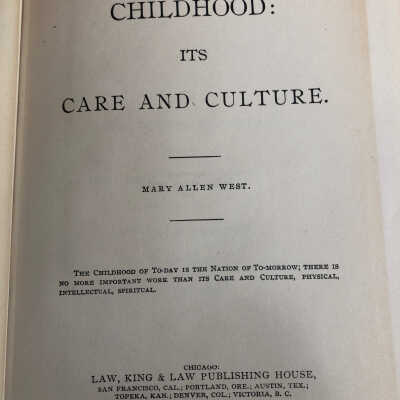 CHILDHOOD:
ITS
CARE AND CULTURE.
MARY ALLEN WEST.
THE CHILDHOOD OF TO-DAY IS THE NATION OF TO-MORROW; THERE IS
NO MORE IMPORTANT WORK THAN ITS CARE AND CULTURE, PHYSICAL,
INTELLECTUAL, SPIRITUAL.
CHICAGO:
LAW, KING & LAW PUBLISHING HOUSE,
SAN FRANCISCO, CAL.; PORTLAND, ORE.; AUSTIN, TEX.;
TOPEKA, KAN.; DENVER, COL.; VICTORIA, B. C.